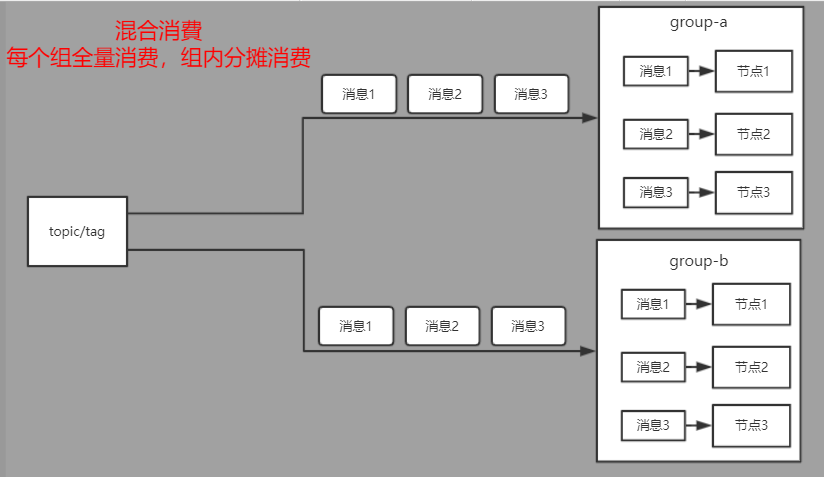 混合消費
每个组全量消费，组内分摊消费
topic/tag
消息1 消息2 消息3
group-a
消息1 节点1
消息2 节点2
消息3 节点3
消息1 消息2 消息3
group-b
消息1 节点1
消息2 节点2
消息3 节点3